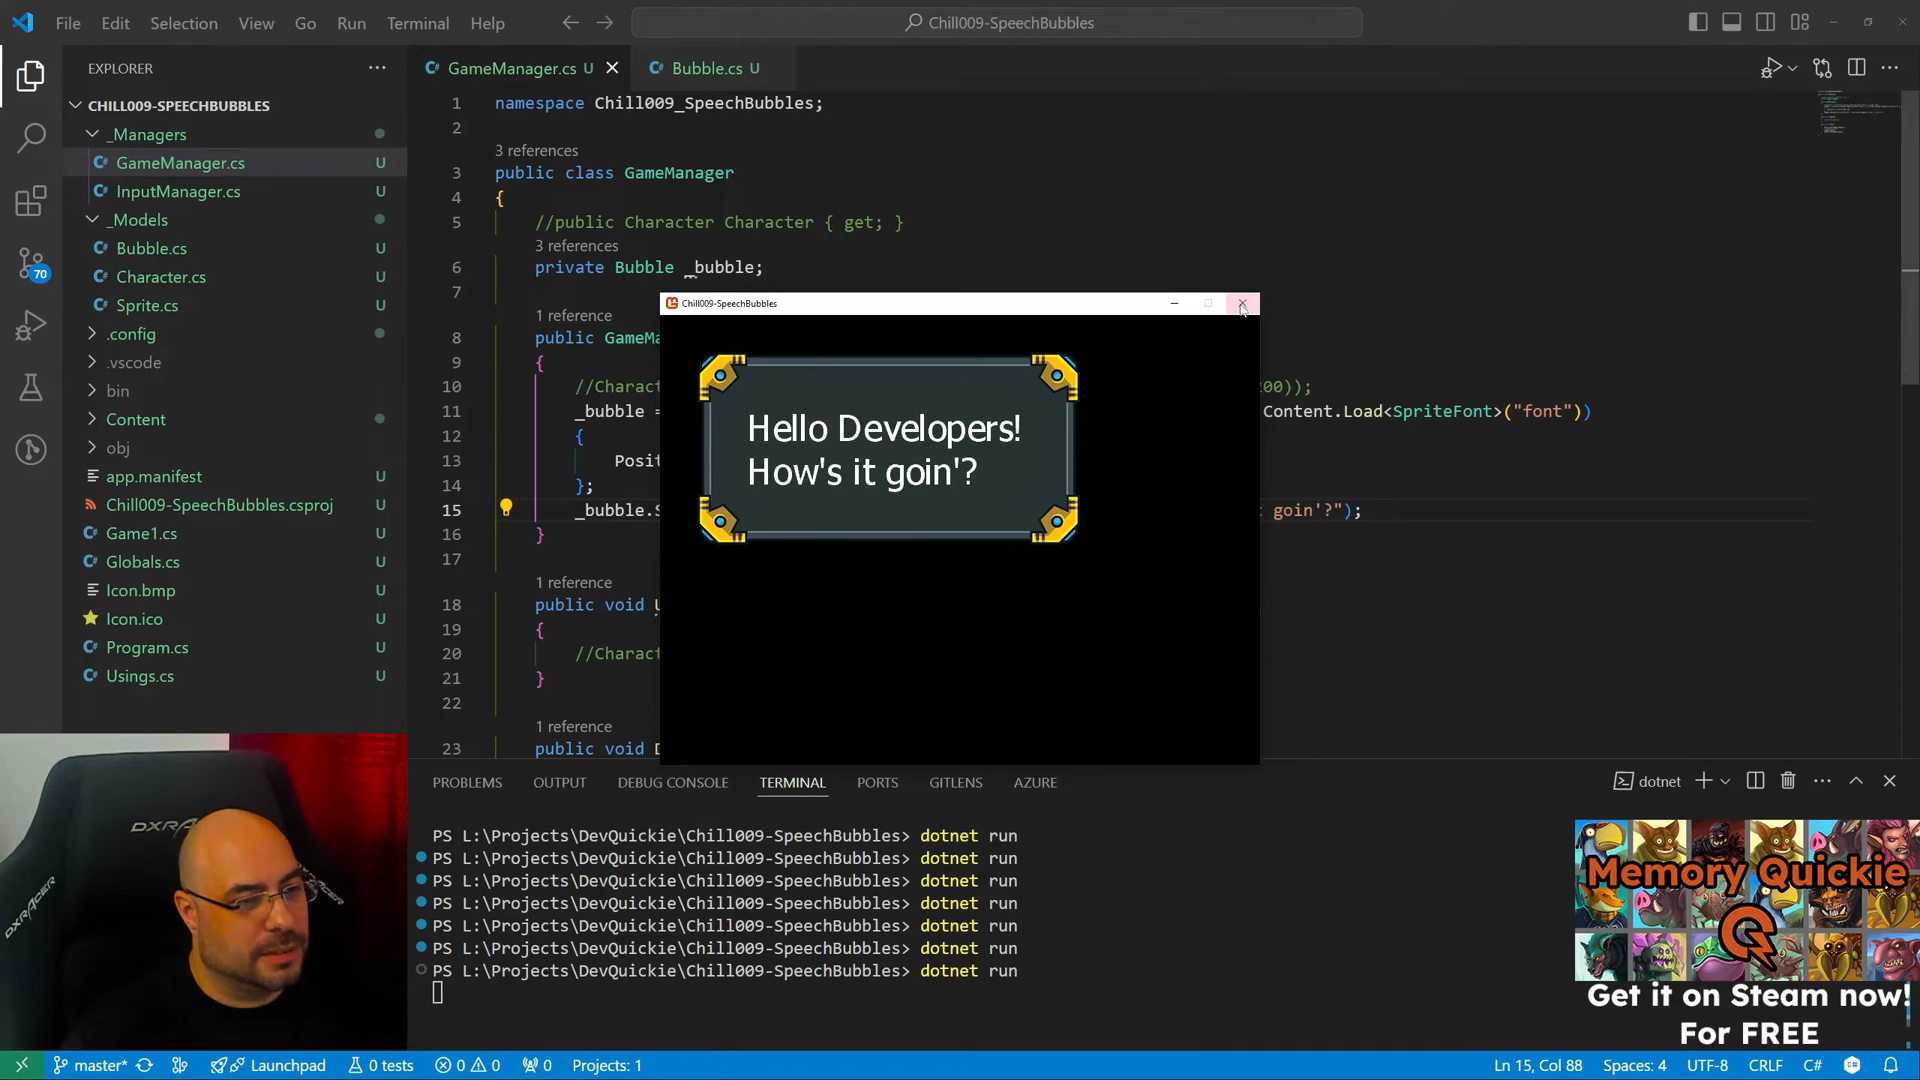 File Edit Selection View Go Run Terminal Help
Chill009-SpeechBubbles
EXPLORER
CHILL009-SPEECHBUBBLES
_Managers
GameManager.cs U
InputManager.cs U
_Models
Bubble.cs U
Character.cs U
Sprite.cs U
.config
.vscode
bin
Content
obj
app.manifest U
Chill009-SpeechBubbles.csproj U
Game1.cs U
Globals.cs U
Icon.bmp U
Icon.ico U
Program.cs U
Usings.cs U
70
GameManager.cs U
Bubble.cs U
1 namespace Chill009_SpeechBubbles;
2
3 references
3 public class GameManager
4 {
5 //public Character Character { get; }
3 references
6 private Bubble _bubble;
7
1 reference
8 public GameMa
9 {
10 //Charact 00));
11 _bubble = Content.Load<SpriteFont>("font"))
12 {
13 Posit
14 };
15 _bubble.S goin'?");
16 }
17
1 reference
18 public void U
19 {
20 //Charact
21 }
22
1 reference
23 public void D
Chill009-SpeechBubbles
Hello Developers!
How's it goin'?
PROBLEMS OUTPUT DEBUG CONSOLE TERMINAL PORTS GITLENS AZURE
dotnet
PS L:\Projects\DevQuickie\Chill009-SpeechBubbles> dotnet run
PS L:\Projects\DevQuickie\Chill009-SpeechBubbles> dotnet run
PS L:\Projects\DevQuickie\Chill009-SpeechBubbles> dotnet run
PS L:\Projects\DevQuickie\Chill009-SpeechBubbles> dotnet run
PS L:\Projects\DevQuickie\Chill009-SpeechBubbles> dotnet run
PS L:\Projects\DevQuickie\Chill009-SpeechBubbles> dotnet run
PS L:\Projects\DevQuickie\Chill009-SpeechBubbles> dotnet run
DXRACER
Memory Quickie
Get it on Steam now!
For FREE
master* Launchpad 0 tests 0 0 0 Projects: 1
Ln 15, Col 88 Spaces: 4 UTF-8 CRLF C#